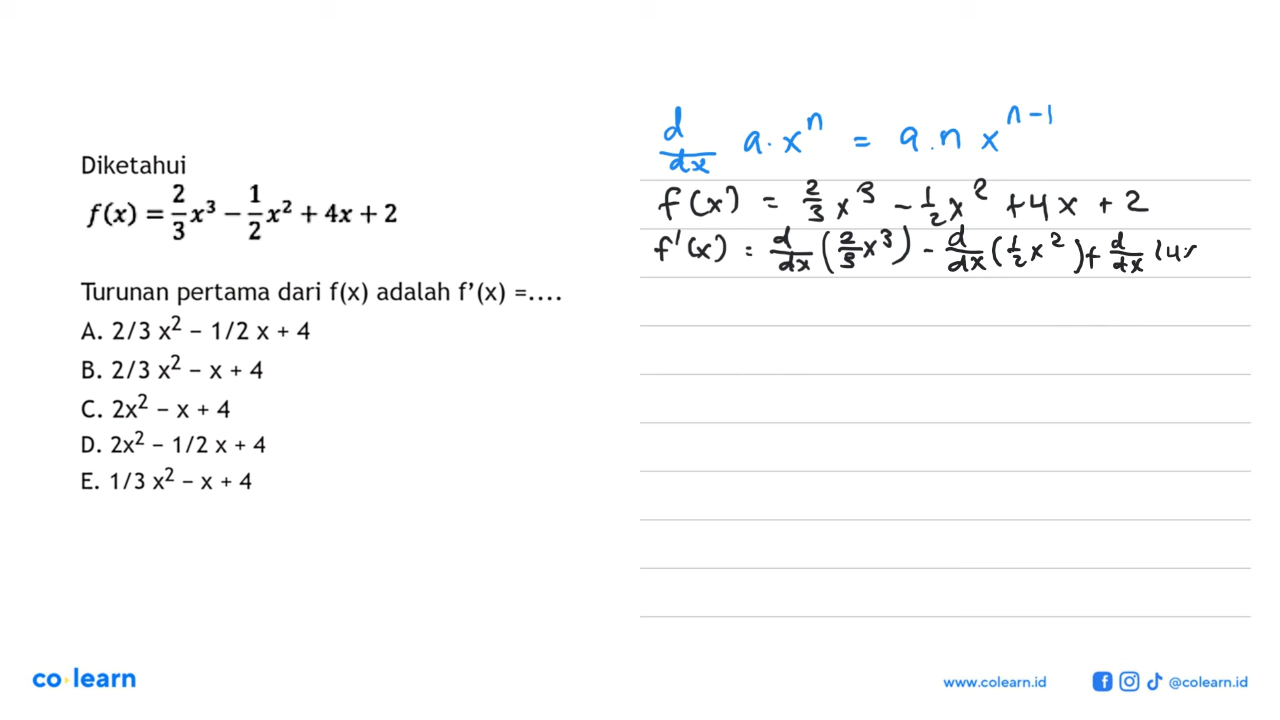 Diketahui
f(x) = 2/3 x³ − 1/2 x² + 4x + 2
Turunan pertama dari f(x) adalah f'(x) =....
A. 2/3 x² − 1/2 x + 4
B. 2/3 x² − x + 4
C. 2x² − x + 4
D. 2x² − 1/2 x + 4
E. 1/3 x² − x + 4
d/dx a. xⁿ = a.n xⁿ⁻¹
f(x) = 2/3 x³ − 1/2 x² + 4x + 2
f'(x) = d/dx (2/3 x³) − d/dx (1/2 x²) + d/dx (4
co learn
www.colearn.id
@colearn.id